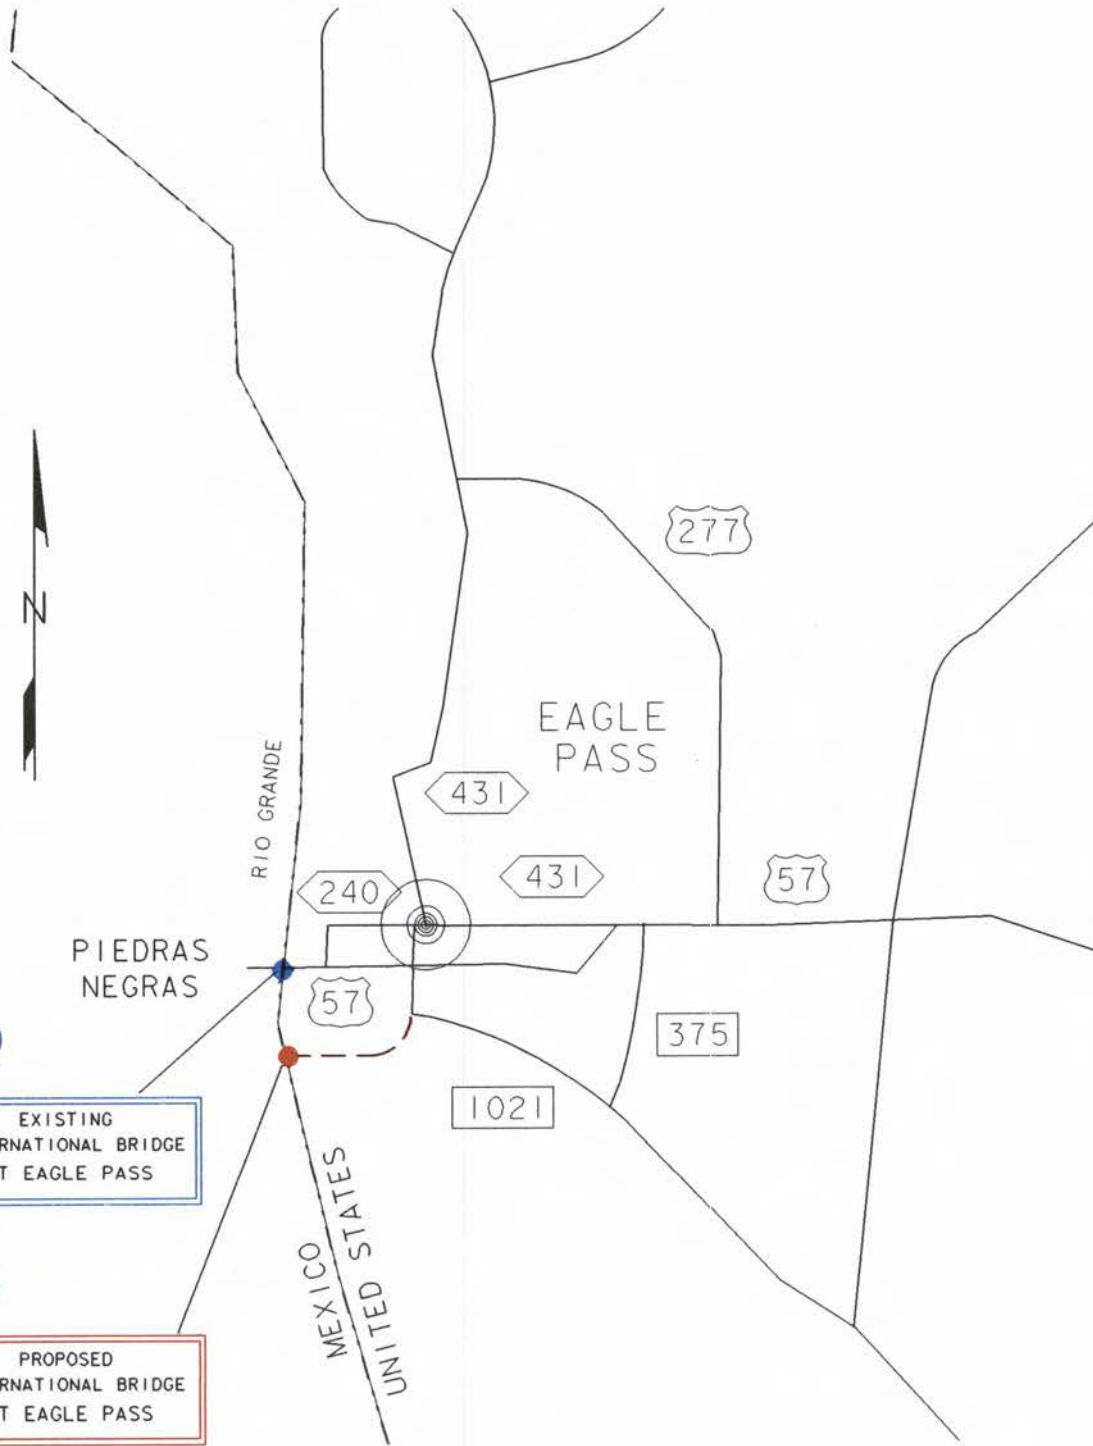 277
N
EAGLE
PASS
RIO GRANDE
431
431
57
240
PIEDRAS
NEGRAS
57
375
1021
EXISTING
RNATIONAL BRIDGE
T EAGLE PASS
MEXICO
UNITED STATES
PROPOSED
RNATIONAL BRIDGE
T EAGLE PASS